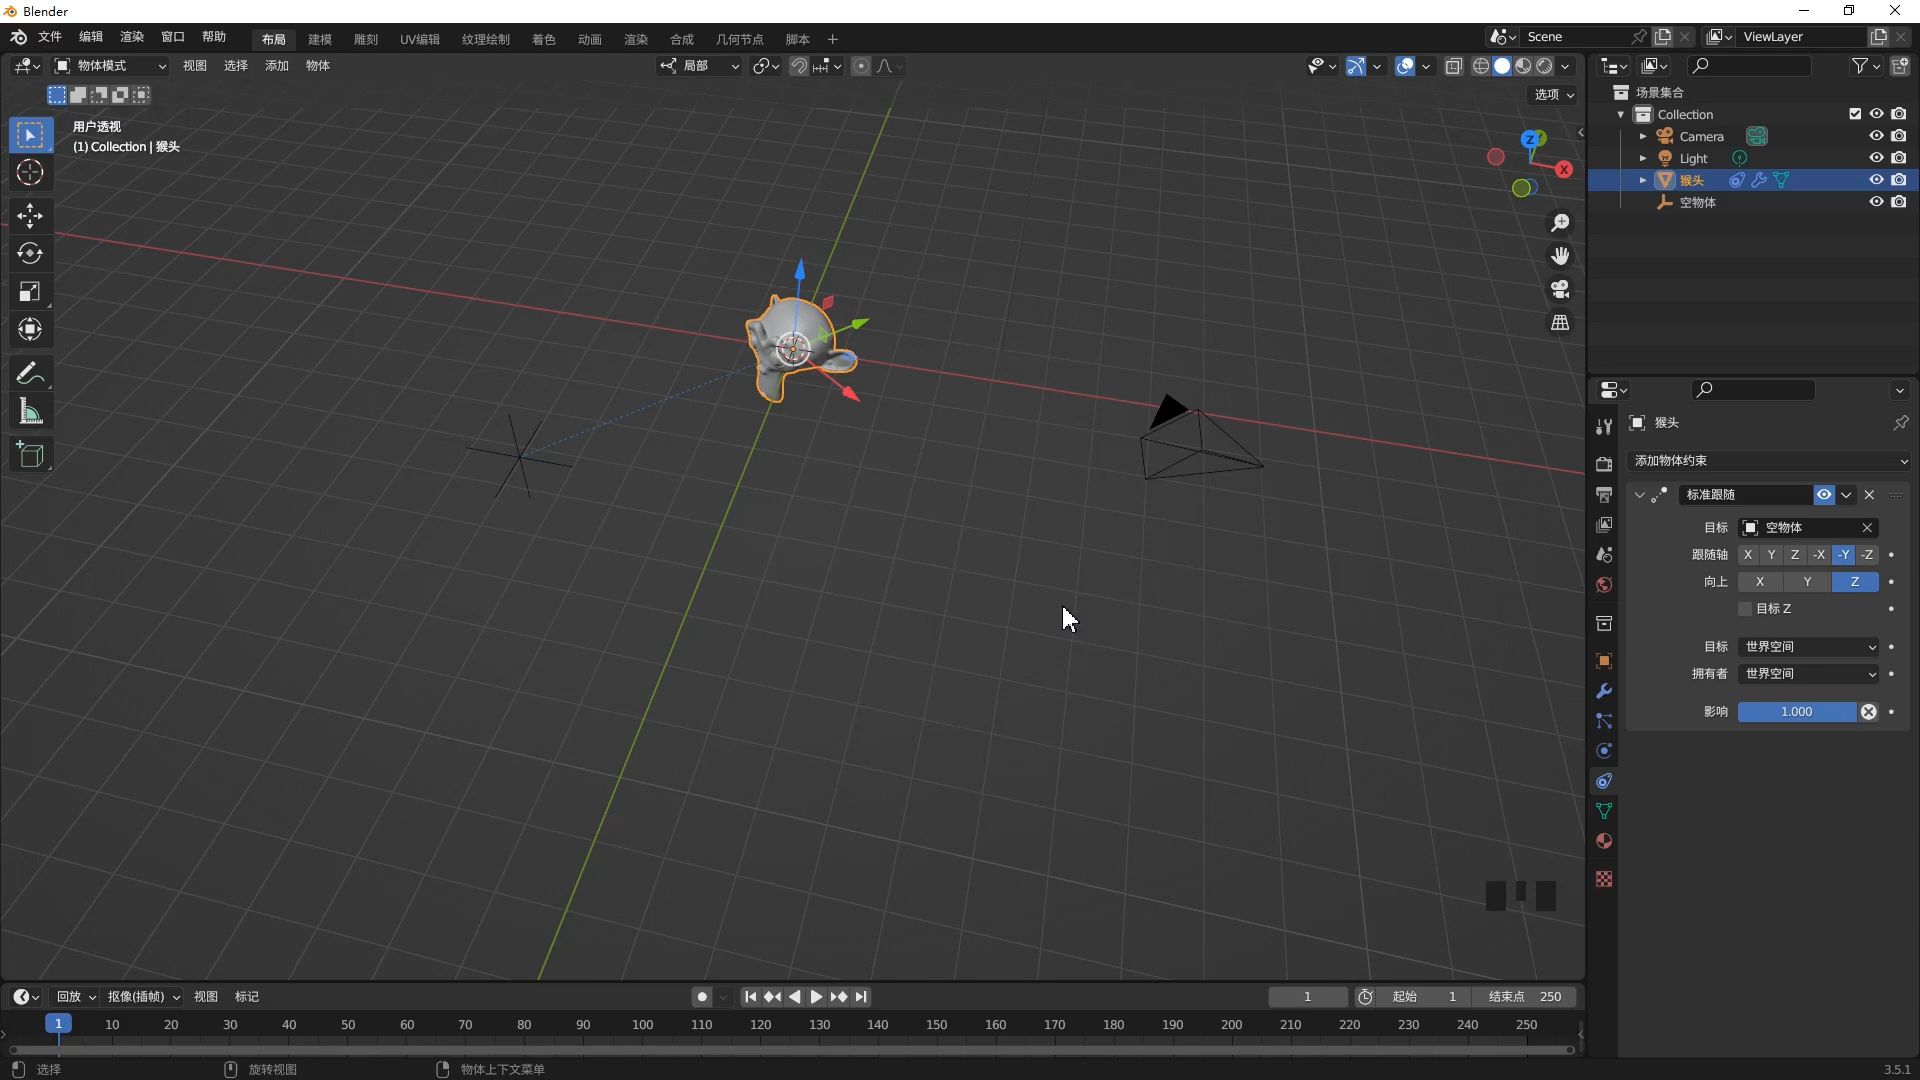 Blender
文件 编辑 渲染 窗口 帮助 布局 建模 雕刻 UV编辑 纹理绘制 着色 动画 渲染 合成 几何节点 脚本 + Scene ViewLayer
物体模式 视图 选择 添加 物体 局部
选项
用户透视
(1) Collection | 猴头
Z
X
场景集合
Collection
Camera
Light
猴头
空物体
猴头
添加物体约束
标准跟随
目标 空物体
跟随轴 X Y Z -X -Y -Z
向上 X Y Z
目标 Z
目标 世界空间
拥有者 世界空间
影响 1.000
回放 抠像(插帧) 视图 标记 1 起始 1 结束点 250
1 10 20 30 40 50 60 70 80 90 100 110 120 130 140 150 160 170 180 190 200 210 220 230 240 250
选择 旋转视图 物体上下文菜单 3.5.1